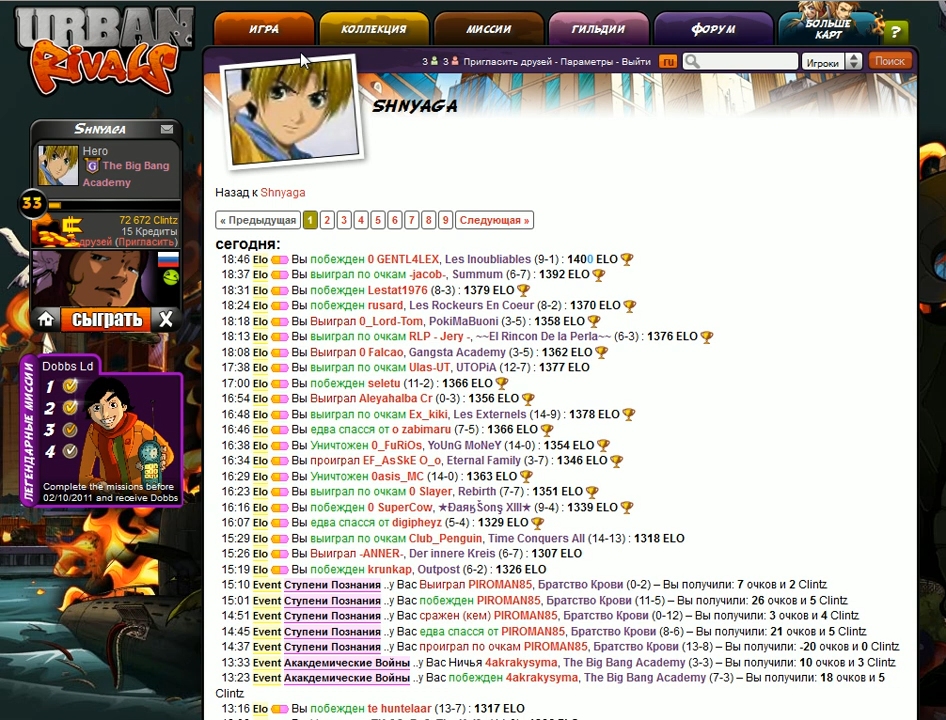 URBAN
RIVALS
ИГРА
КОЛЛЕКЦИЯ
МИССИИ
ГИЛЬДИИ
ФОРУМ
БОЛЬШЕ
КАРТ
?
3 3 Пригласить друзей - Параметры - Выйти ru Игроки Поиск
SHNYAGA
Shnyaga
Hero
G The Big Bang
Academy
33
72 672 Clintz
15 Кредиты
друзей (Пригласить)
сыграть X
ЛЕГЕНДАРНЫЕ МИССИИ
Dobbs Ld
1
2
3
4
Complete the missions before
02/10/2011 and receive Dobbs
Назад к Shnyaga
« Предыдущая 1 2 3 4 5 6 7 8 9 Следующая »
сегодня:
18:46 Elo Вы побежден 0 GENTL4LEX, Les Inoubliables (9-1) : 1400 ELO
18:37 Elo Вы выиграл по очкам -jacob-, Summum (6-7) : 1392 ELO
18:31 Elo Вы побежден Lestat1976 (8-3) : 1379 ELO
18:24 Elo Вы побежден rusard, Les Rockeurs En Coeur (8-2) : 1370 ELO
18:18 Elo Вы Выиграл 0_Lord-Tom, PokiMaBuoni (3-5) : 1358 ELO
18:13 Elo Вы выиграл по очкам RLP - Jery -, ~~El Rincon De la Perla~~ (6-3) : 1376 ELO
18:08 Elo Вы Выиграл 0 Falcao, Gangsta Academy (3-5) : 1362 ELO
17:38 Elo Вы выиграл по очкам Ulas-UT, UTOPiA (12-7) : 1377 ELO
17:00 Elo Вы побежден seletu (11-2) : 1366 ELO
16:54 Elo Вы Выиграл Aleyahalba Cr (0-3) : 1356 ELO
16:48 Elo Вы выиграл по очкам Ex_kiki, Les Externels (14-9) : 1378 ELO
16:46 Elo Вы едва спасся от o zabimaru (7-5) : 1366 ELO
16:38 Elo Вы Уничтожен 0_FuRiOs, YoUnG MoNeY (14-0) : 1354 ELO
16:34 Elo Вы проиграл EF_AsSkE O_o, Eternal Family (3-7) : 1346 ELO
16:29 Elo Вы Уничтожен 0asis_MC (14-0) : 1363 ELO
16:23 Elo Вы выиграл по очкам 0 Slayer, Rebirth (7-7) : 1351 ELO
16:16 Elo Вы побежден 0 SuperCow, (9-4) : 1339 ELO
16:07 Elo Вы едва спасся от digipheyz (5-4) : 1329 ELO
15:29 Elo Вы выиграл по очкам Club_Penguin, Time Conquers All (14-13) : 1318 ELO
15:26 Elo Вы Выиграл -ANNER-, Der innere Kreis (6-7) : 1307 ELO
15:19 Elo Вы побежден krunkap, Outpost (6-2) : 1326 ELO
15:10 Event Ступени Познания ..у Вас Выиграл PIROMAN85, Братство Крови (0-2) – Вы получили: 7 очков и 2 Clintz
15:01 Event Ступени Познания ..у Вас побежден PIROMAN85, Братство Крови (11-5) – Вы получили: 26 очков и 5 Clintz
14:51 Event Ступени Познания ..у Вас сражен (кем) PIROMAN85, Братство Крови (0-12) – Вы получили: 3 очков и 4 Clintz
14:45 Event Ступени Познания ..у Вас едва спасся от PIROMAN85, Братство Крови (8-6) – Вы получили: 21 очков и 5 Clintz
14:37 Event Ступени Познания ..у Вас проиграл по очкам PIROMAN85, Братство Крови (13-8) – Вы получили: -20 очков и 0 Clintz
13:33 Event Акакдемические Войны ..у Вас Ничья 4akrakysyma, The Big Bang Academy (3-3) – Вы получили: 10 очков и 3 Clintz
13:23 Event Акакдемические Войны ..у Вас побежден 4akrakysyma, The Big Bang Academy (7-3) – Вы получили: 18 очков и 5
Clintz
13:16 Elo Вы побежден te huntelaar (13-7) : 1317 ELO